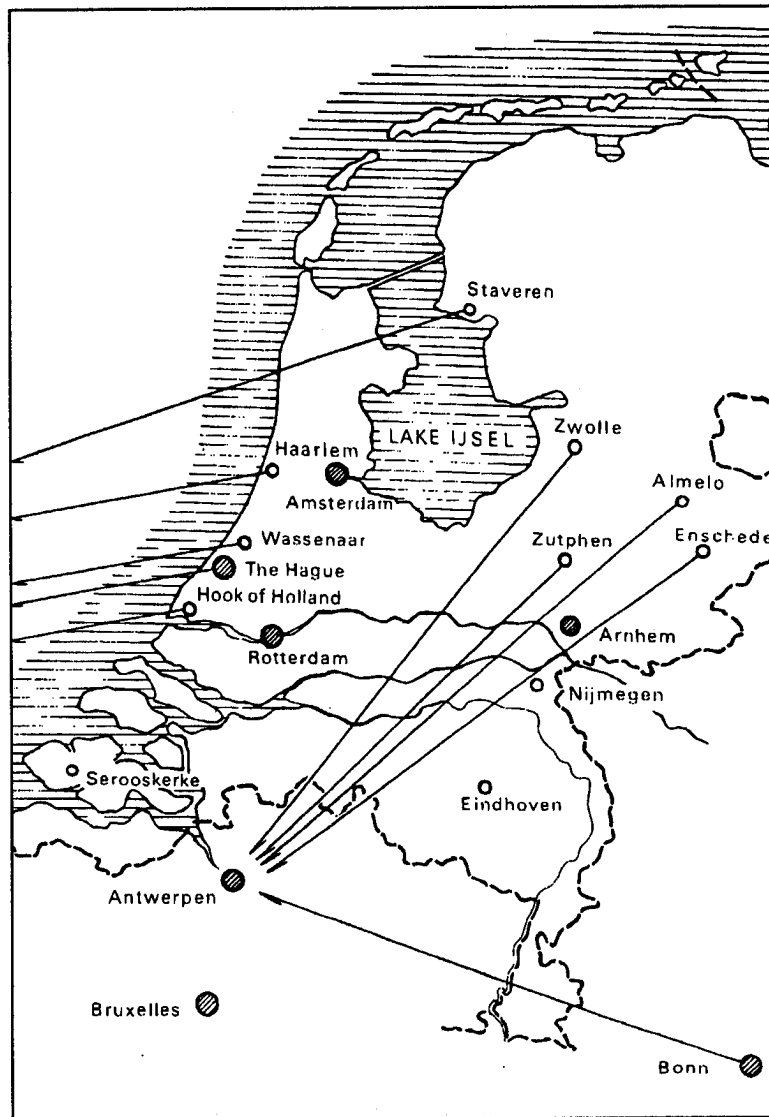 Staveren
Zwolle
Haarlem
LAKE IJSEL
Almelo
Amsterdam
Enschede
Wassenaar
Zutphen
The Hague
Hook of Holland
Arnhem
Rotterdam
Nijmegen
Serooskerke
Eindhoven
Antwerpen
Bruxelles
Bonn